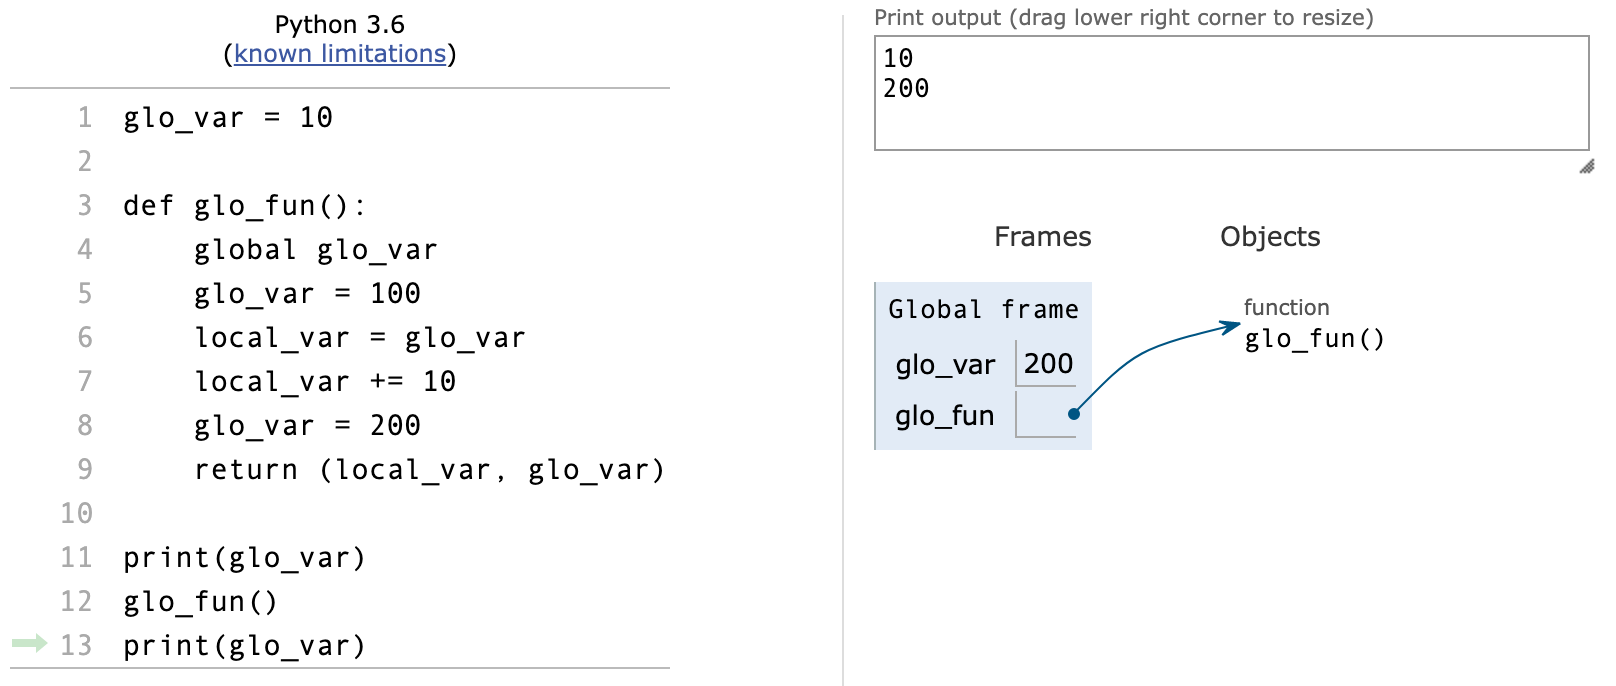 Python 3.6
(known limitations)
1 glo_var = 10
2
3 def glo_fun():
4     global glo_var
5     glo_var = 100
6     local_var = glo_var
7     local_var += 10
8     glo_var = 200
9     return (local_var, glo_var)
10
11 print(glo_var)
12 glo_fun()
13 print(glo_var)
Print output (drag lower right corner to resize)
10
200
Frames Objects
Global frame
glo_var 200
glo_fun
function
glo_fun()